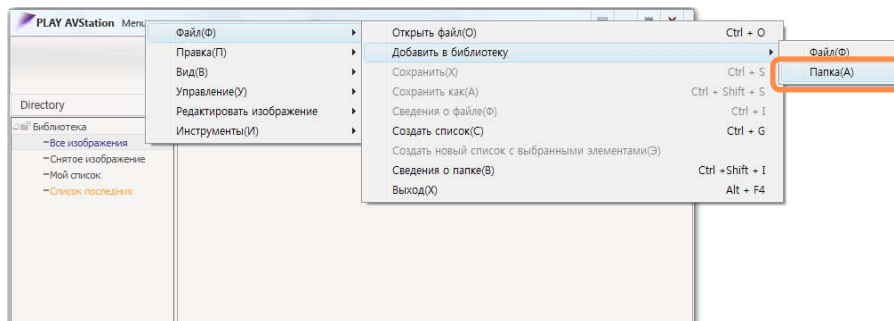 PLAY AVStation Menu
Файл(Ф)
Правка(П)
Вид(В)
Управление(У)
Редактировать изображение
Инструменты(И)
Открыть файл(О) Ctrl + O
Добавить в библиотеку
Сохранить(Х) Ctrl + S
Сохранить как(А) Ctrl + Shift + S
Сведения о файле(Ф) Ctrl + I
Создать список(С) Ctrl + G
Создать новый список с выбранными элементами(Э)
Сведения о папке(В) Ctrl +Shift + I
Выход(Х) Alt + F4
Файл(Ф)
Папка(А)
Directory
Библиотека
Все изображения
Снятое изображение
Мой список
Список последних